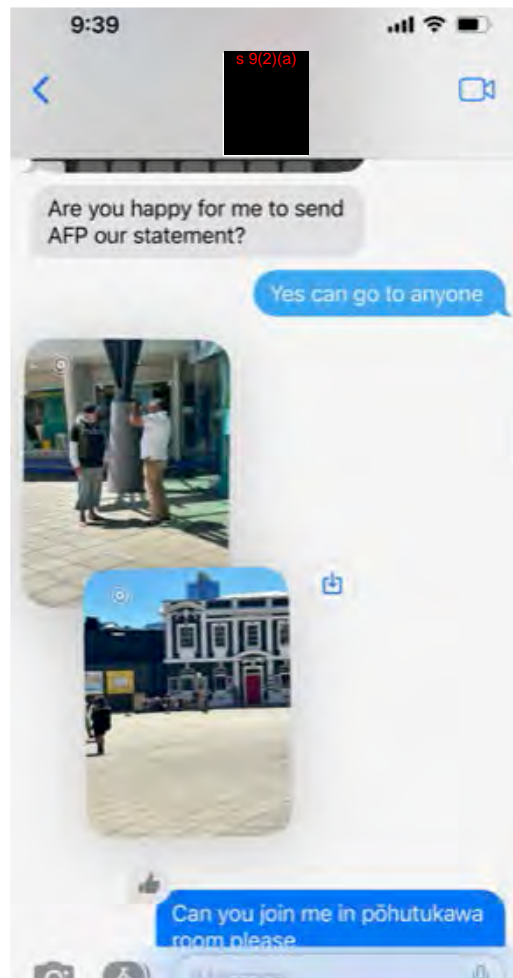 9:39
s 9(2)(a)
Are you happy for me to send
AFP our statement?
Yes can go to anyone
Can you join me in pōhutukawa
room please